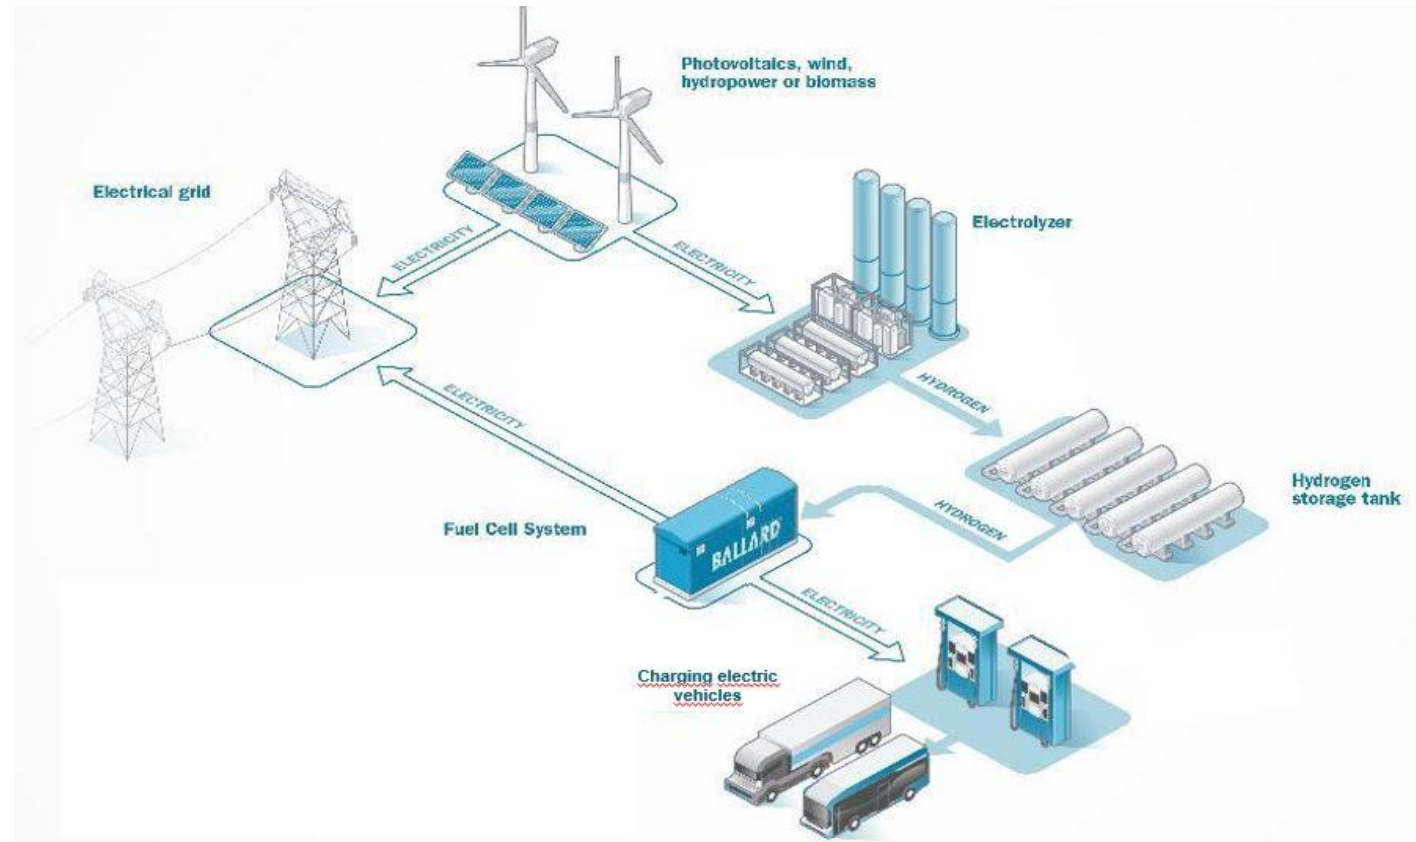 Photovoltaics, wind,
hydropower or biomass
Electrical grid
Electrolyzer
ELECTRICITY
ELECTRICITY
HYDROGEN
ELECTRICITY
Hydrogen
storage tank
HYDROGEN
Fuel Cell System
BALLARD
ELECTRICITY
Charging electric
vehicles